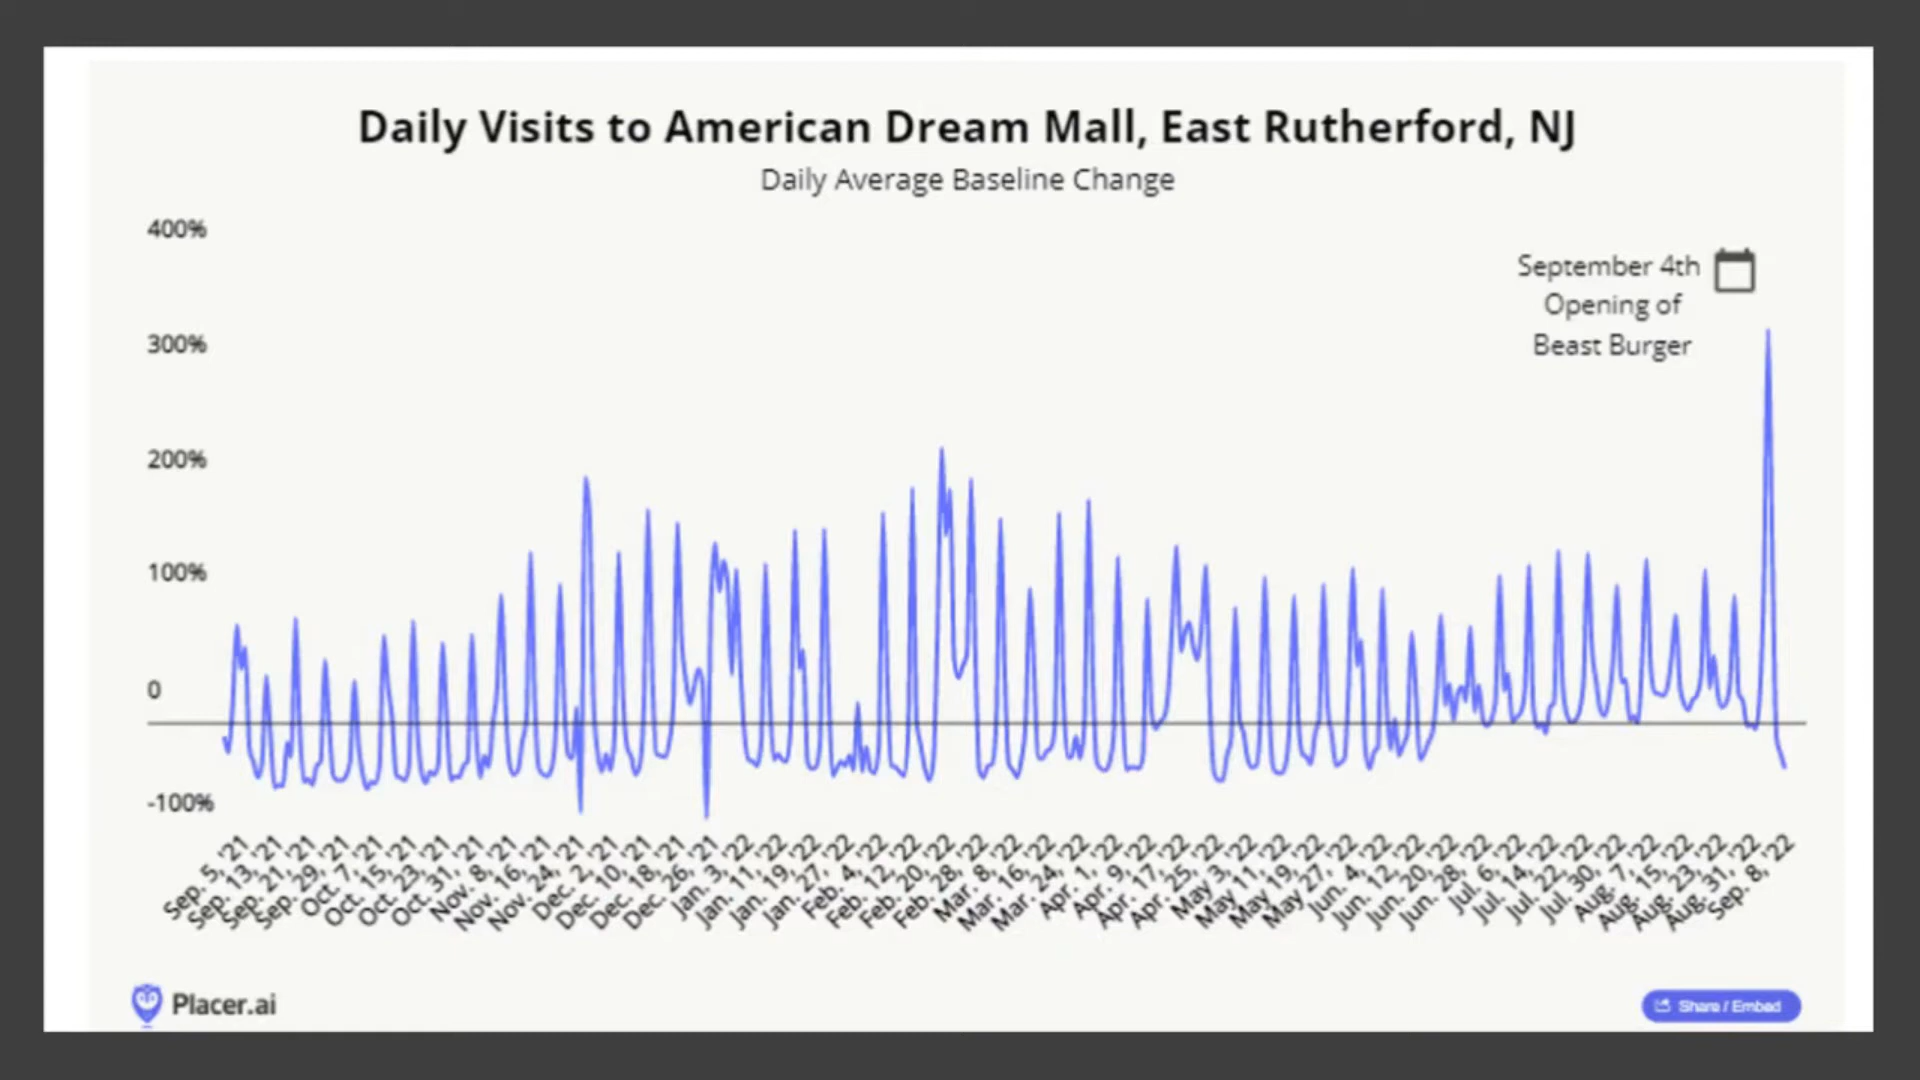 Daily Visits to American Dream Mall, East Rutherford, NJ
Daily Average Baseline Change
400%
September 4th
Opening of
Beast Burger
300%
200%
100%
0
-100%
Sep. 5, '21
Sep. 13, '21
Sep. 21, '21
Sep. 29, '21
Oct. 7, '21
Oct. 15, '21
Oct. 23, '21
Oct. 31, '21
Nov. 8, '21
Nov. 16, '21
Nov. 24, '21
Dec. 2, '21
Dec. 10, '21
Dec. 18, '21
Dec. 26, '21
Jan. 3, '22
Jan. 11, '22
Jan. 19, '22
Jan. 27, '22
Feb. 4, '22
Feb. 12, '22
Feb. 20, '22
Feb. 28, '22
Mar. 8, '22
Mar. 16, '22
Mar. 24, '22
Apr. 1, '22
Apr. 9, '22
Apr. 17, '22
Apr. 25, '22
May 3, '22
May 11, '22
May 19, '22
May 27, '22
Jun. 4, '22
Jun. 12, '22
Jun. 20, '22
Jun. 28, '22
Jul. 6, '22
Jul. 14, '22
Jul. 22, '22
Jul. 30, '22
Aug. 7, '22
Aug. 15, '22
Aug. 23, '22
Aug. 31, '22
Sep. 8, '22
Placer.ai
Share / Embed